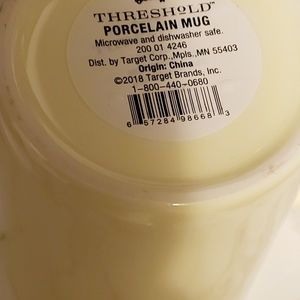 THRESHOLD
PORCELAIN MUG
Microwave and dishwasher safe.
200 01 4246
Dist. by Target Corp., Mpls., MN 55403
Origin: China
©2018 Target Brands, Inc.
1-800-440-0680
6 57284 98668 3